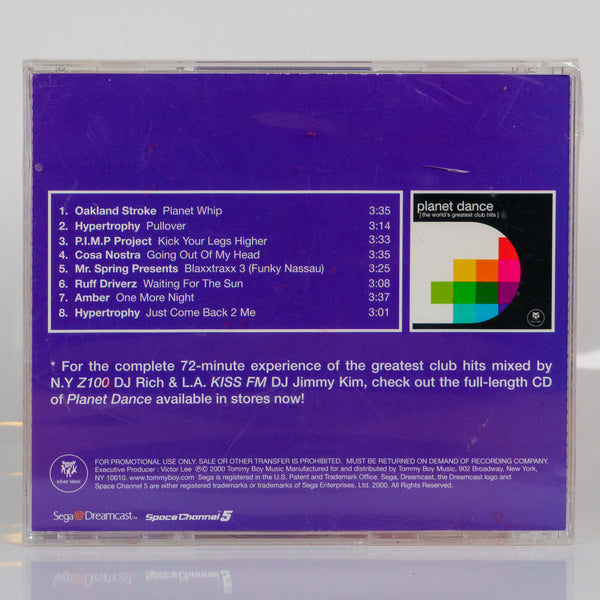 1. Oakland Stroke Planet Whip 3:35
2. Hypertrophy Pullover 3:14
3. P.I.M.P Project Kick Your Legs Higher 3:33
4. Cosa Nostra Going Out Of My Head 3:35
5. Mr. Spring Presents Blaxxtraxx 3 (Funky Nassau) 3:25
6. Ruff Driverz Waiting For The Sun 3:08
7. Amber One More Night 3:37
8. Hypertrophy Just Come Back 2 Me 3:01
planet dance
[ the world's greatest club hits ]
* For the complete 72-minute experience of the greatest club hits mixed by
N.Y Z100 DJ Rich & L.A. KISS FM DJ Jimmy Kim, check out the full-length CD
of Planet Dance available in stores now!
silver label
FOR PROMOTIONAL USE ONLY. SALE OR OTHER TRANSFER IS PROHIBITED. MUST BE RETURNED ON DEMAND OF RECORDING COMPANY.
Executive Producer : Victor Lee ℗© 2000 Tommy Boy Music Manufactured for and distributed by Tommy Boy Music, 902 Broadway, New York,
NY 10010. www.tommyboy.com Sega is registered in the U.S. Patent and Trademark Office. Sega, Dreamcast, the Dreamcast logo and
Space Channel 5 are either registered trademarks or trademarks of Sega Enterprises, Ltd. 2000. All Rights Reserved.
Sega Dreamcast™ Space Channel 5